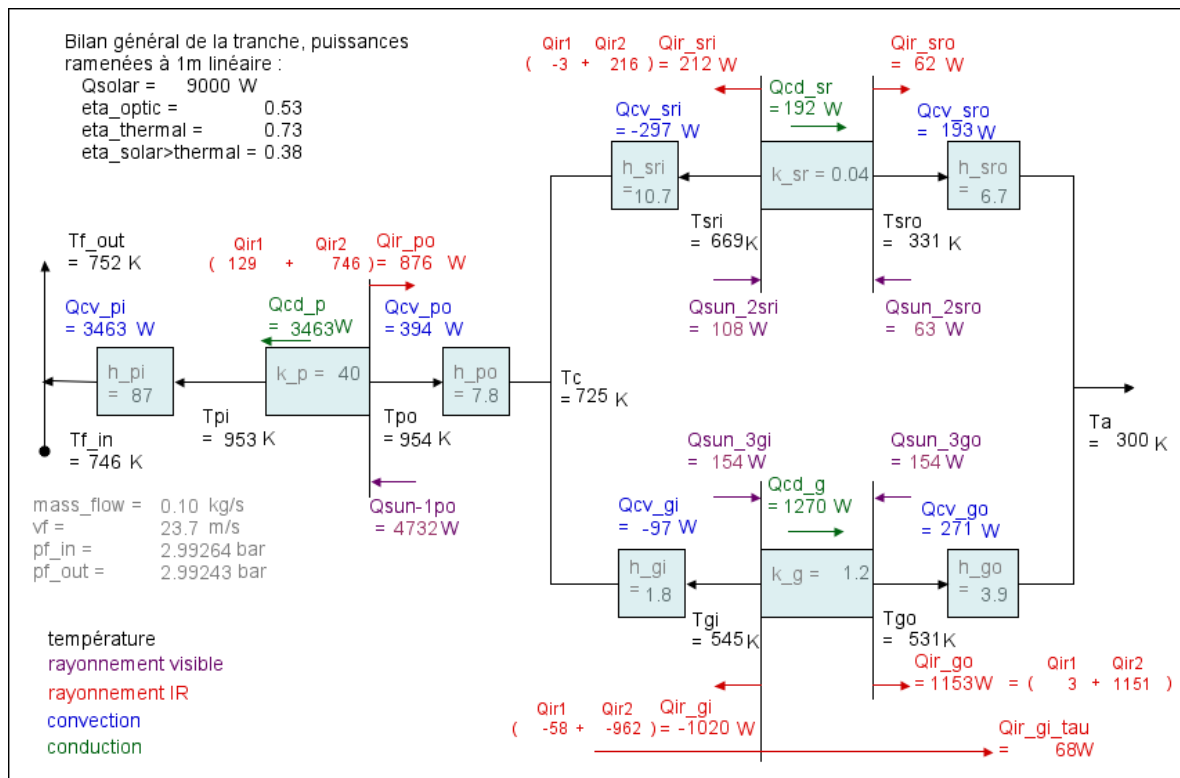 Bilan général de la tranche, puissances
ramenées à 1m linéaire :
Qsolar = 9000 W
eta_optic = 0.53
eta_thermal = 0.73
eta_solar>thermal = 0.38
Qir1 Qir2 Qir_sri
( -3 + 216 ) = 212 W
Qir_sro
= 62 W
Qcd_sr
= 192 W
Qcv_sri
= -297 W
Qcv_sro
= 193 W
h_sri
= 10.7
k_sr = 0.04
h_sro
= 6.7
Tsri
= 669 K
Tsro
= 331 K
Qsun_2sri
= 108 W
Qsun_2sro
= 63 W
Tf_out
= 752 K
Qir1 Qir2 Qir_po
( 129 + 746 ) = 876 W
Qcv_pi
= 3463 W
Qcd_p
= 3463W
Qcv_po
= 394 W
h_pi
= 87
k_p = 40
h_po
= 7.8
Tc
= 725 K
Tpi
= 953 K
Tpo
= 954 K
Tf_in
= 746 K
Qsun-1po
= 4732W
Ta
= 300 K
mass_flow = 0.10 kg/s
vf = 23.7 m/s
pf_in = 2.99264 bar
pf_out = 2.99243 bar
Qsun_3gi
= 154 W
Qsun_3go
= 154 W
Qcd_g
= 1270 W
Qcv_gi
= -97 W
Qcv_go
= 271 W
h_gi
= 1.8
k_g = 1.2
h_go
= 3.9
Tgi
= 545 K
Tgo
= 531 K
Qir_go Qir1 Qir2
= 1153W = ( 3 + 1151 )
Qir1 Qir2 Qir_gi
( -58 + -962 ) = -1020 W
Qir_gi_tau
= 68W
température
rayonnement visible
rayonnement IR
convection
conduction